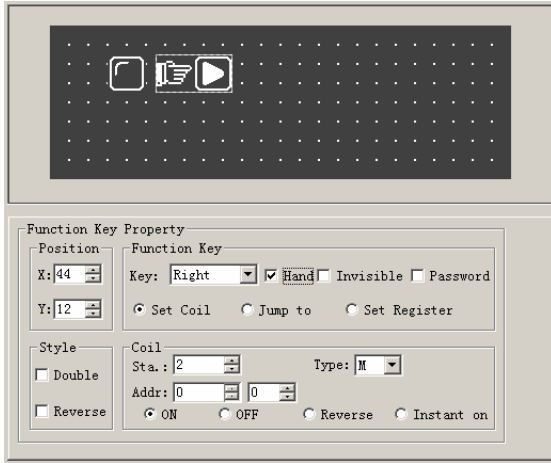 Function Key Property
Position
Function Key
X: 44
Key: Right Hand Invisible Password
Y: 12
Set Coil Jump to Set Register
Style
Coil
Double
Sta.: 2 Type: M
Addr: 0 0
Reverse
ON OFF Reverse Instant on